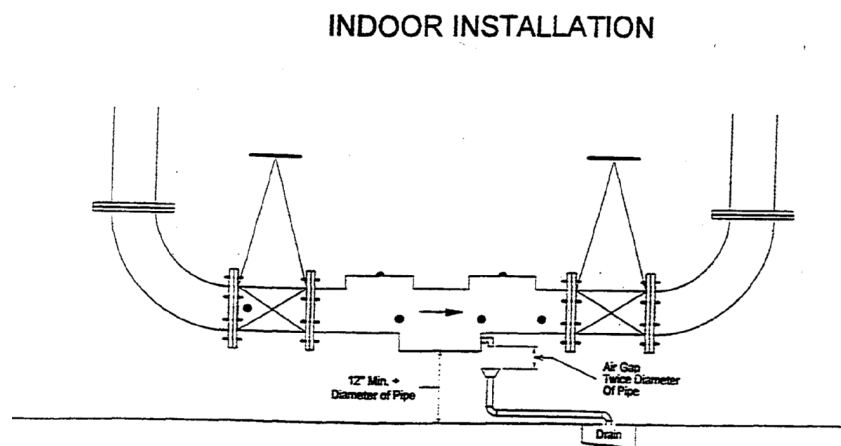 INDOOR INSTALLATION
12" Min. +
Diameter of Pipe
Air Gap
Twice Diameter
Of Pipe
Drain